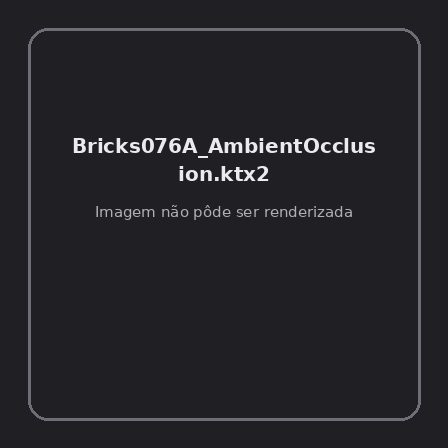 Bricks076A_AmbientOcclus
ion.ktx2
Imagem não pôde ser renderizada